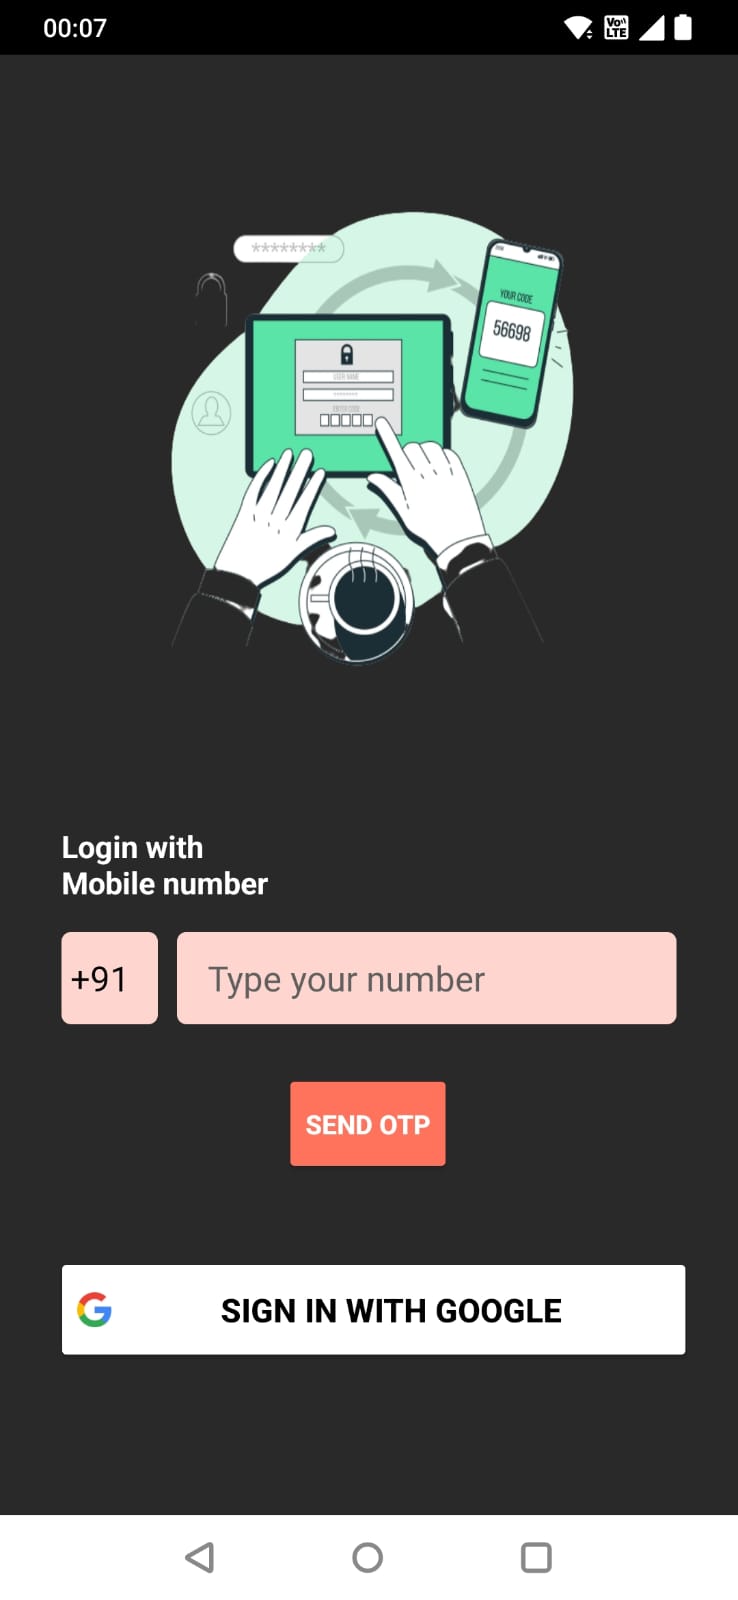 00:07
Vo LTE
********
YOUR CODE
56698
USER NAME
********
ENTER CODE
Login with
Mobile number
+91
Type your number
SEND OTP
SIGN IN WITH GOOGLE